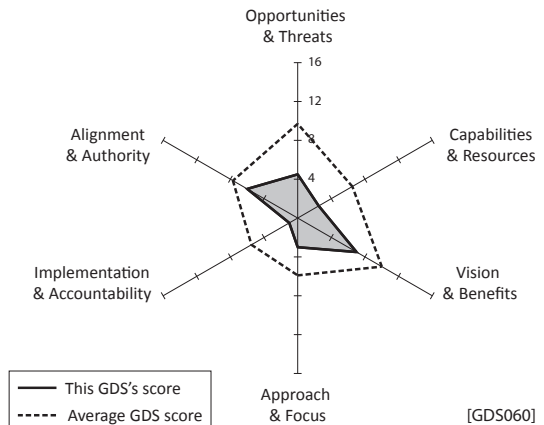 Opportunities
& Threats
16
12
8
4
Alignment
& Authority
Capabilities
& Resources
Implementation
& Accountability
Vision
& Benefits
This GDS's score
Average GDS score
Approach
& Focus
[GDS060]